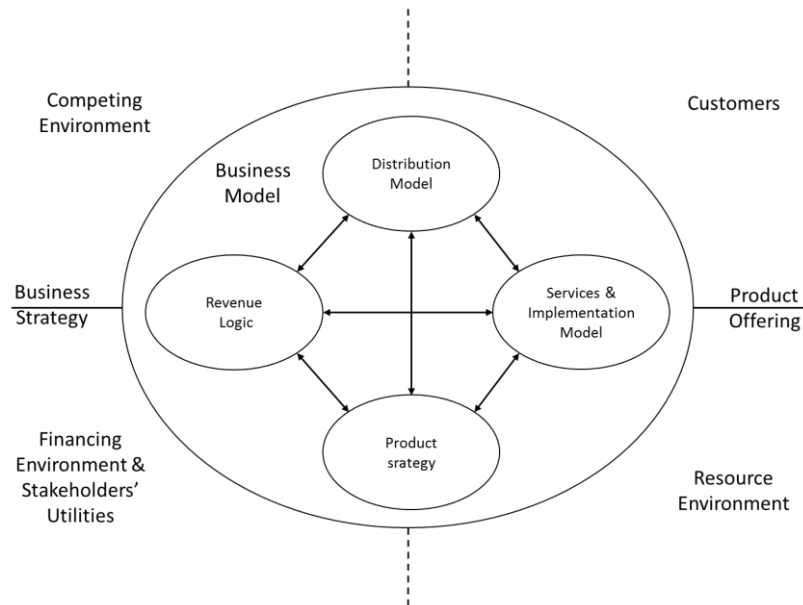 Competing
Environment
Customers
Business
Model
Distribution
Model
Business
Strategy
Revenue
Logic
Services &
Implementation
Model
Product
Offering
Product
srategy
Financing
Environment &
Stakeholders'
Utilities
Resource
Environment